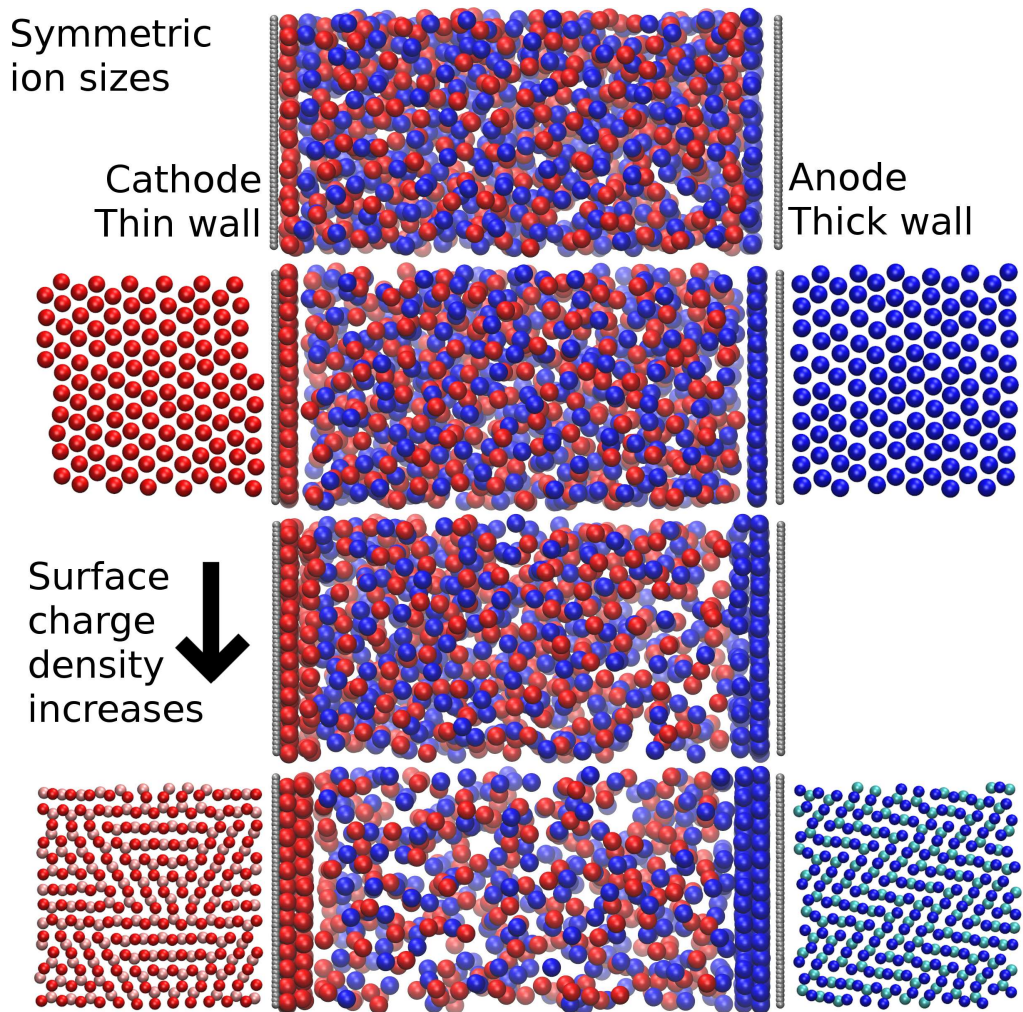 Symmetric
ion sizes
Cathode
Thin wall
Anode
Thick wall
Surface
charge
density
increases